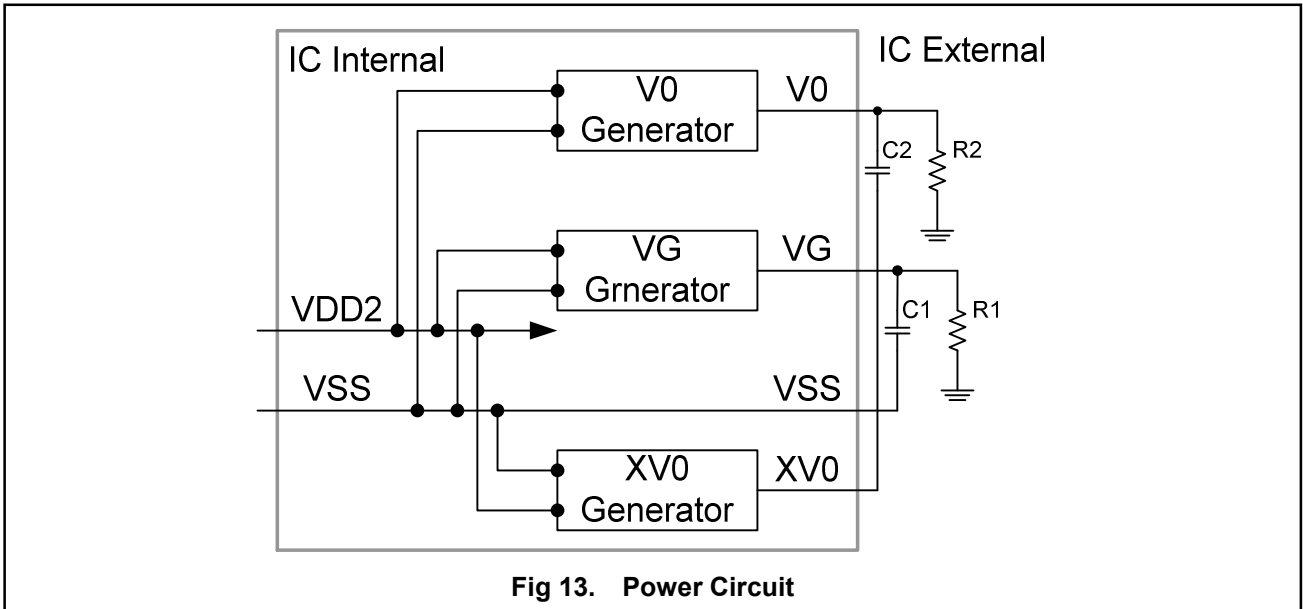 IC Internal
IC External
V0
Generator
V0
C2
R2
VG
Grnerator
VG
C1
R1
VDD2
VSS
VSS
XV0
Generator
XV0
Fig 13. Power Circuit